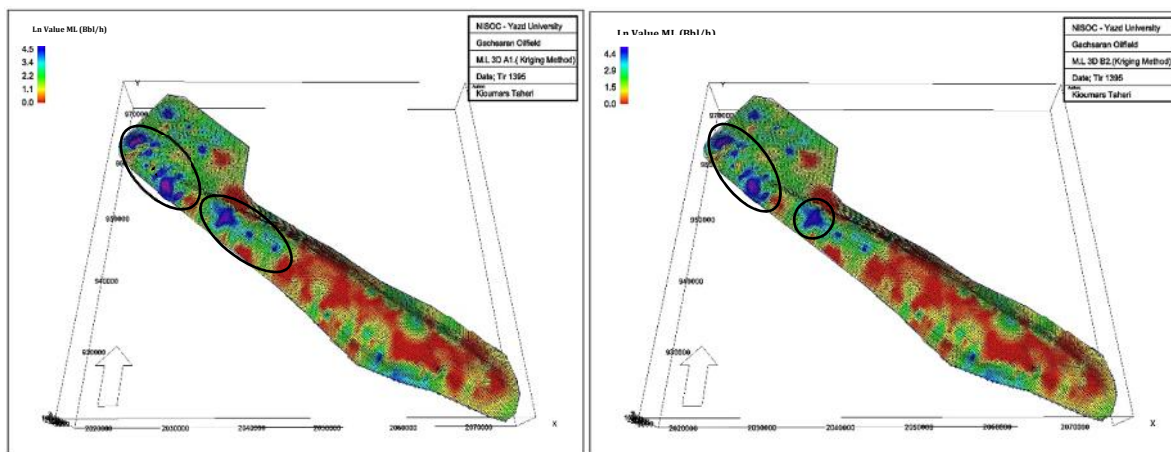 Ln Value ML (Bbl/h)
4.5
3.4
2.2
1.1
0.0
NISOC - Yazd University
Gachsaran Oilfield
M.L 3D A1.( Kriging Method)
Date; Tir 1395
Author:
Kioumars Taheri
Y
970000
950000
940000
930000
2020000
2030000
2040000
2050000
2060000
2070000
X
Ln Value ML (Bbl/h)
4.4
2.9
1.5
0.0
NISOC - Yazd University
Gachsaran Oilfield
M.L 3D B2.(Kriging Method)
Date; Tir 1395
Author:
Kioumars Taheri
Y
970000
950000
940000
930000
2020000
2030000
2040000
2050000
2060000
2070000
X